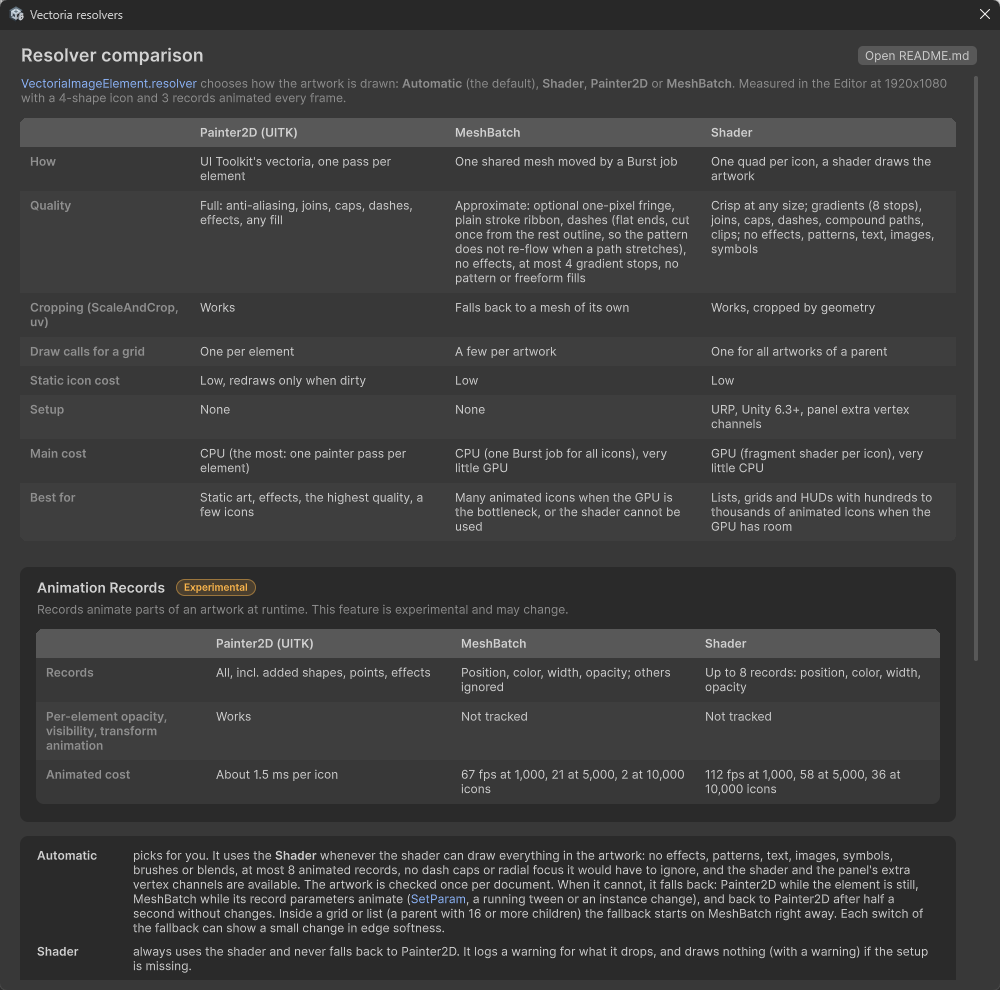 Vectoria resolvers
Resolver comparison
Open README.md
VectorialImageElement.resolver chooses how the artwork is drawn: Automatic (the default), Shader, Painter2D or MeshBatch. Measured in the Editor at 1920x1080
with a 4-shape icon and 3 records animated every frame.
Painter2D (UITK)
MeshBatch
Shader
How
UI Toolkit's vectoria, one pass per
element
One shared mesh moved by a Burst job
One quad per icon, a shader draws the
artwork
Quality
Full: anti-aliasing, joins, caps, dashes,
effects, any fill
Approximate: optional one-pixel fringe,
plain stroke ribbon, dashes (flat ends, cut
once from the rest outline, so the pattern
does not re-flow when a path stretches),
no effects, at most 4 gradient stops, no
pattern or freeform fills
Crisp at any size; gradients (8 stops),
joins, caps, dashes, compound paths,
clips; no effects, patterns, text, images,
symbols
Cropping (ScaleAndCrop,
uv)
Works
Falls back to a mesh of its own
Works, cropped by geometry
Draw calls for a grid
One per element
A few per artwork
One for all artworks of a parent
Static icon cost
Low, redraws only when dirty
Low
Low
Setup
None
None
URP, Unity 6.3+, panel extra vertex
channels
Main cost
CPU (the most: one painter pass per
element)
CPU (one Burst job for all icons), very
little GPU
GPU (fragment shader per icon), very
little CPU
Best for
Static art, effects, the highest quality, a
few icons
Many animated icons when the GPU is
the bottleneck, or the shader cannot be
used
Lists, grids and HUDs with hundreds to
thousands of animated icons when the
GPU has room
Animation Records
Experimental
Records animate parts of an artwork at runtime. This feature is experimental and may change.
Painter2D (UITK)
MeshBatch
Shader
Records
All, incl. added shapes, points, effects
Position, color, width, opacity; others
ignored
Up to 8 records: position, color, width,
opacity
Per-element opacity,
visibility, transform
animation
Works
Not tracked
Not tracked
Animated cost
About 1.5 ms per icon
67 fps at 1,000, 21 at 5,000, 2 at 10,000
icons
112 fps at 1,000, 58 at 5,000, 36 at
10,000 icons
Automatic
picks for you. It uses the Shader whenever the shader can draw everything in the artwork: no effects, patterns, text, images, symbols,
brushes or blends, at most 8 animated records, no dash caps or radial focus it would have to ignore, and the shader and the panel's extra
vertex channels are available. The artwork is checked once per document. When it cannot, it falls back: Painter2D while the element is still,
MeshBatch while its record parameters animate (SetParam, a running tween or an instance change), and back to Painter2D after half a
second without changes. Inside a grid or list (a parent with 16 or more children) the fallback starts on MeshBatch right away. Each switch of
the fallback can show a small change in edge softness.
Shader
always uses the shader and never falls back to Painter2D. It logs a warning for what it drops, and draws nothing (with a warning) if the setup
is missing.